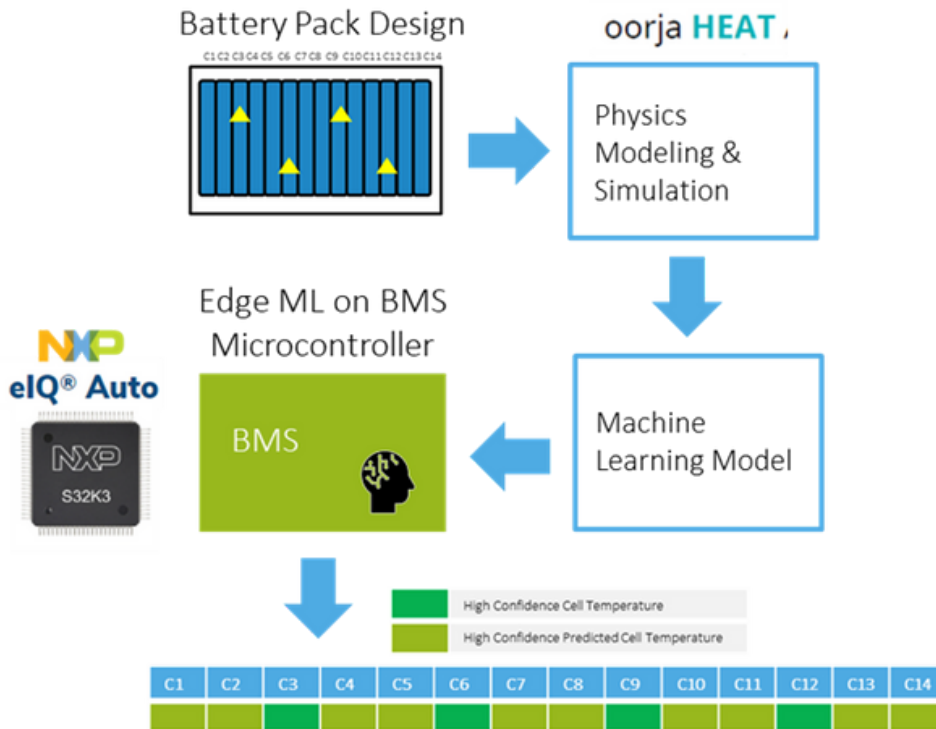 Battery Pack Design
C1 C2 C3 C4 C5 C6 C7 C8 C9 C10 C11 C12 C13 C14
oorja HEAT
Physics
Modeling &
Simulation
Edge ML on BMS
Microcontroller
NXP
eIQ® Auto
NXP
S32K3
BMS
Machine
Learning Model
High Confidence Cell Temperature
High Confidence Predicted Cell Temperature
C1 C2 C3 C4 C5 C6 C7 C8 C9 C10 C11 C12 C13 C14